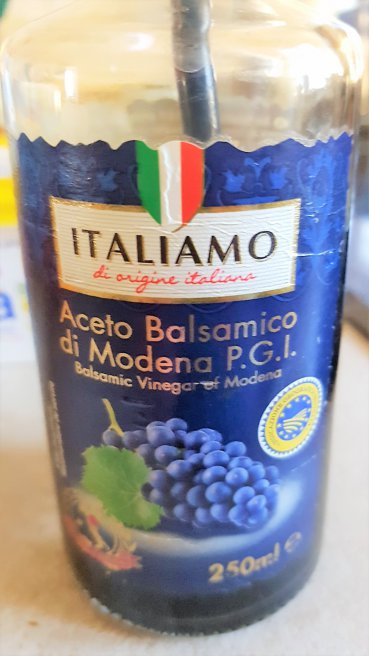 ITALIAMO
di origine italiana
Aceto Balsamico
di Modena P.G.I.
Balsamic Vinegar of Modena
250ml e